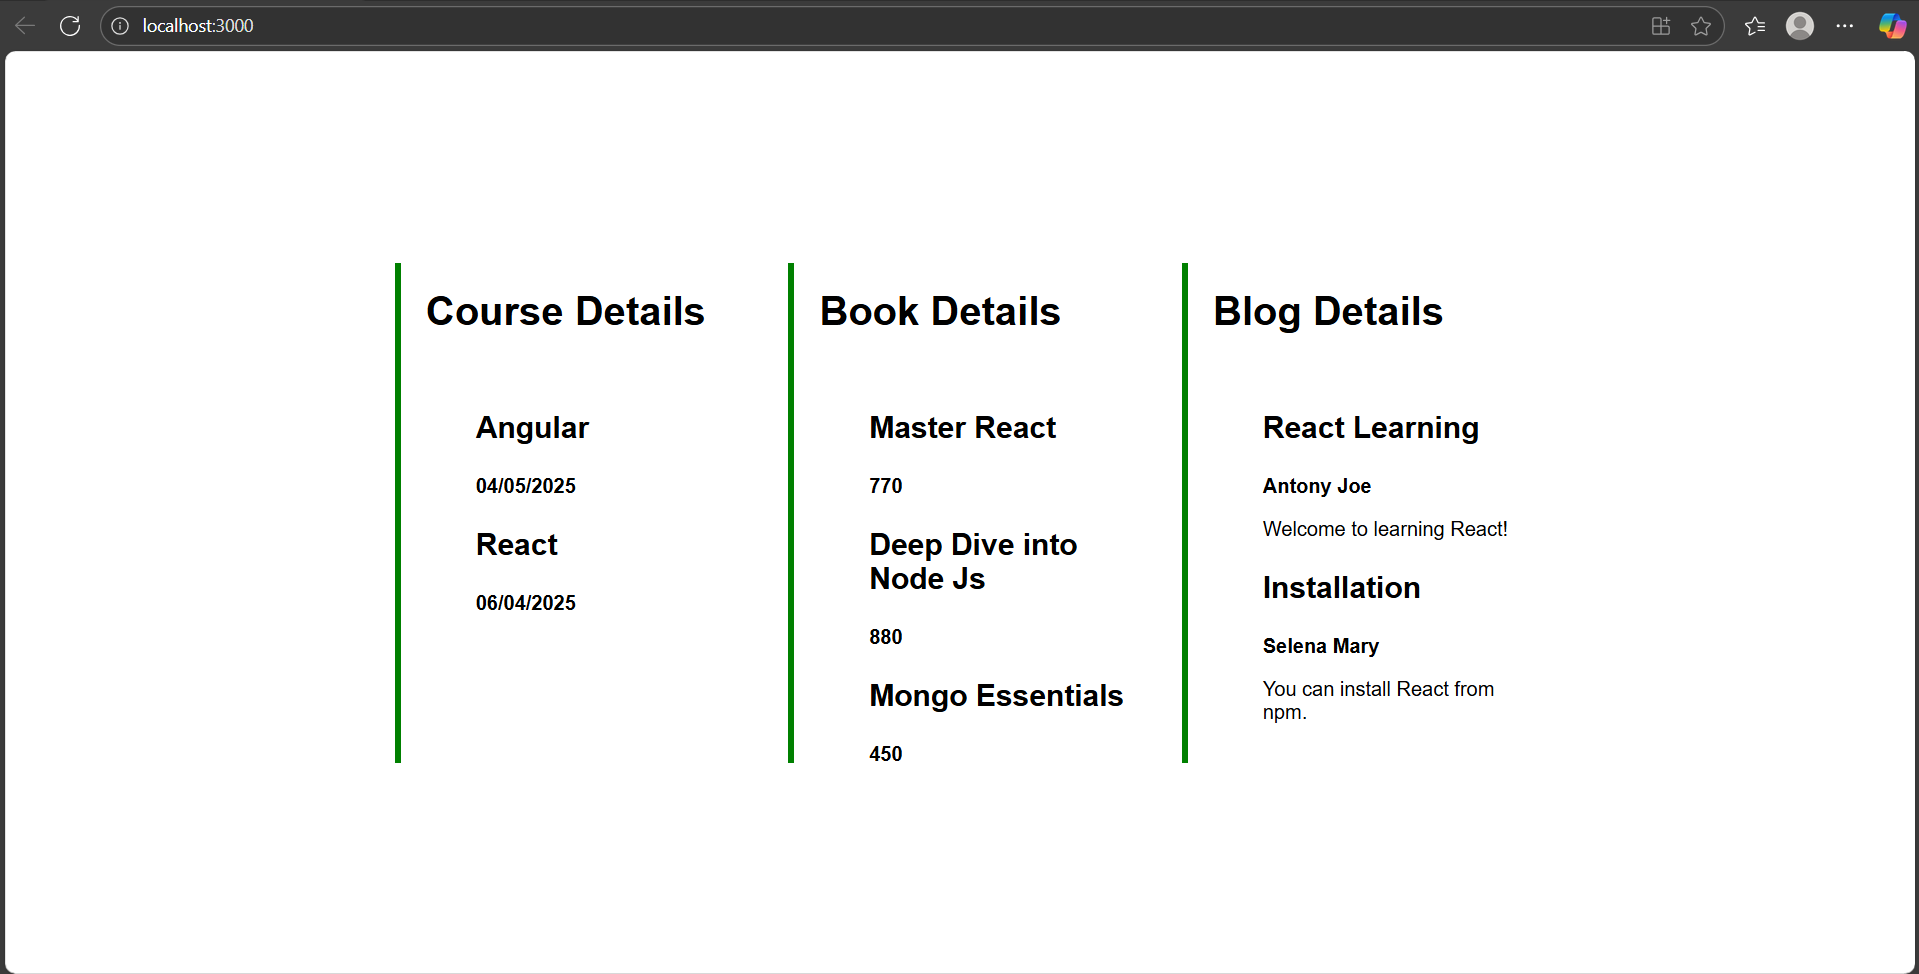 localhost:3000
Course Details
Angular
04/05/2025
React
06/04/2025
Book Details
Master React
770
Deep Dive into
Node Js
880
Mongo Essentials
450
Blog Details
React Learning
Antony Joe
Welcome to learning React!
Installation
Selena Mary
You can install React from
npm.